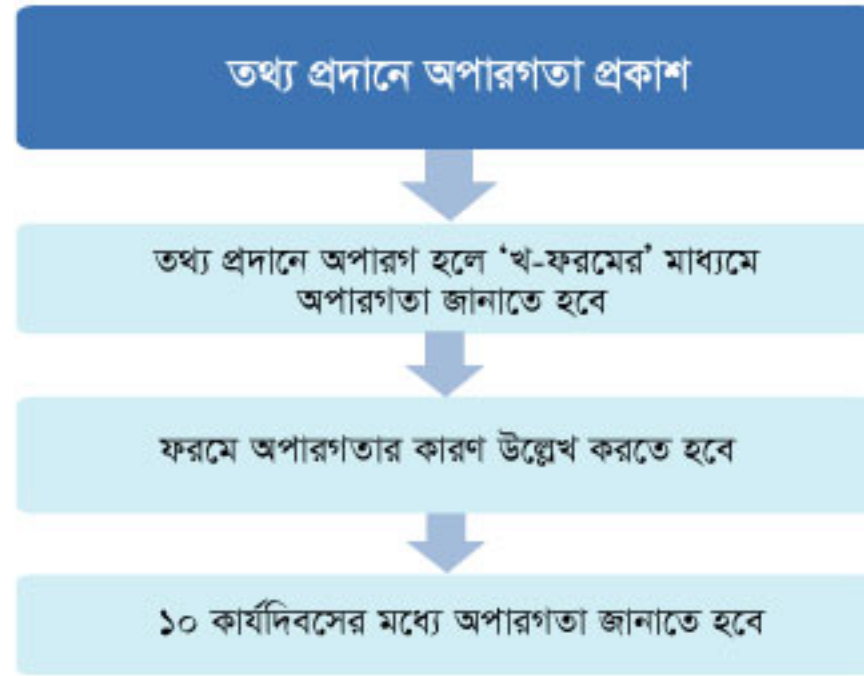 তথ্য প্রদানে অপারগতা প্রকাশ
তথ্য প্রদানে অপারগ হলে ‘খ-ফরমের’ মাধ্যমে
অপারগতা জানাতে হবে
ফরমে অপারগতার কারণ উল্লেখ করতে হবে
১০ কার্যদিবসের মধ্যে অপারগতা জানাতে হবে